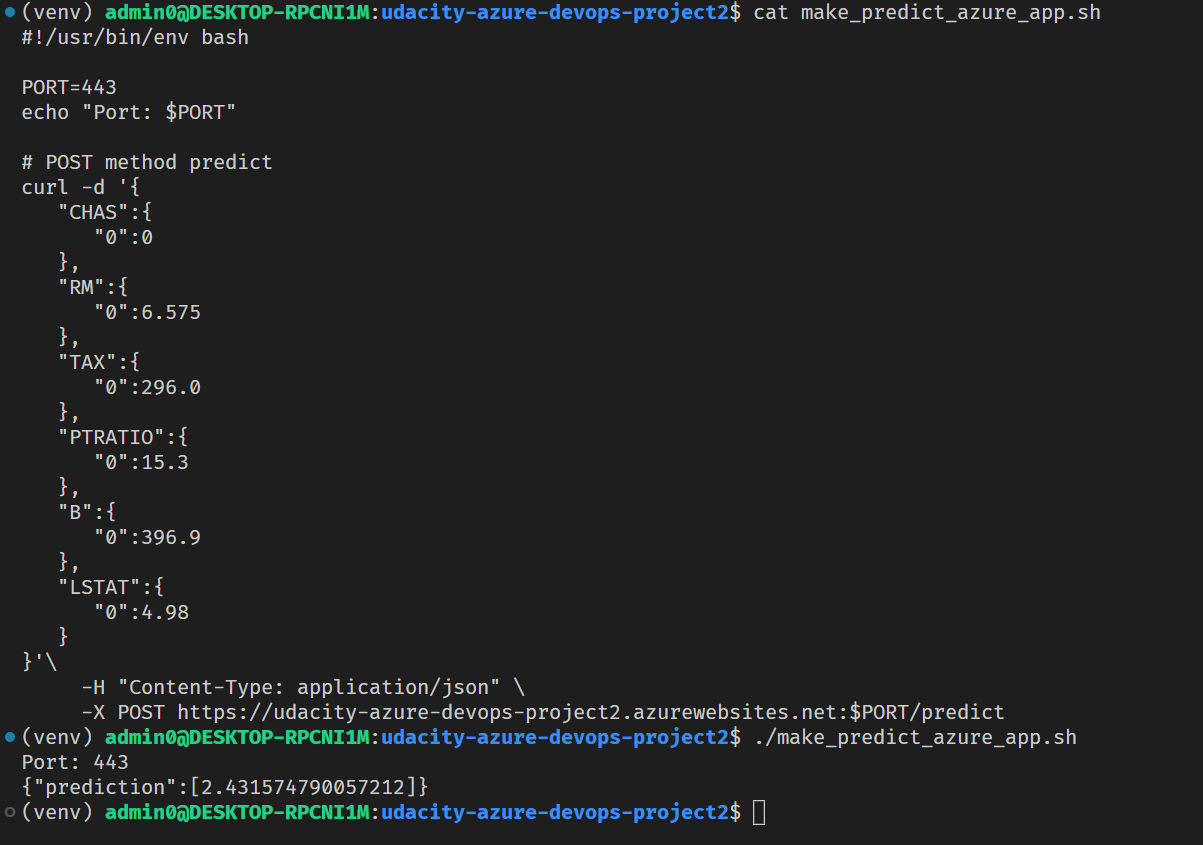 (venv) admin0@DESKTOP-RPCNI1M:udacity-azure-devops-project2$ cat make_predict_azure_app.sh
#!/usr/bin/env bash

PORT=443
echo "Port: $PORT"

# POST method predict
curl -d '{
   "CHAS":{
      "0":0
   },
   "RM":{
      "0":6.575
   },
   "TAX":{
      "0":296.0
   },
   "PTRATIO":{
      "0":15.3
   },
   "B":{
      "0":396.9
   },
   "LSTAT":{
      "0":4.98
   }
}'\
     -H "Content-Type: application/json" \
     -X POST https://udacity-azure-devops-project2.azurewebsites.net:$PORT/predict
(venv) admin0@DESKTOP-RPCNI1M:udacity-azure-devops-project2$ ./make_predict_azure_app.sh
Port: 443
{"prediction":[2.431574790057212]}
(venv) admin0@DESKTOP-RPCNI1M:udacity-azure-devops-project2$